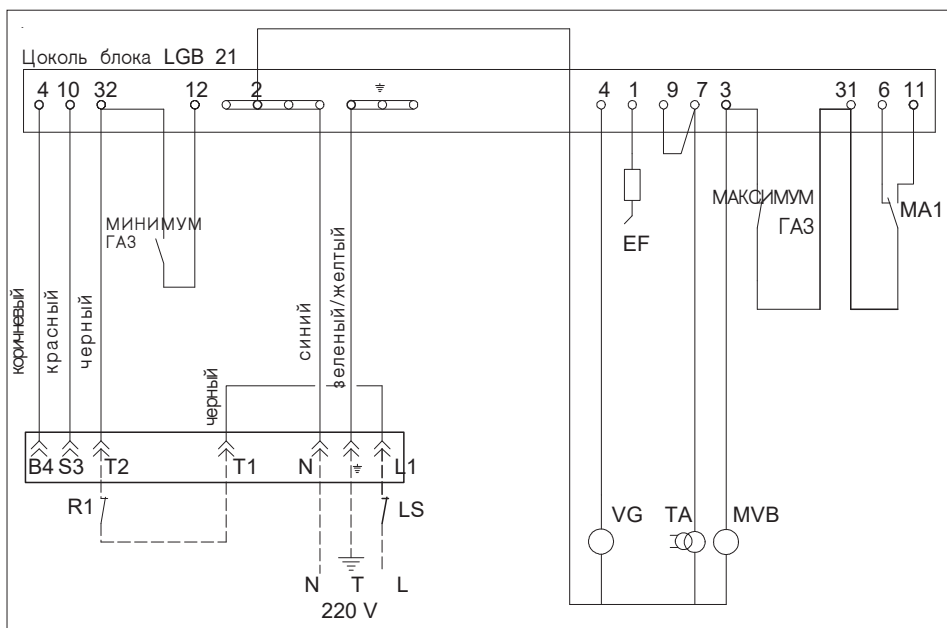 Цоколь блока LGB 21
4 10 32 12 2 4 1 9 7 3 31 6 11
МИНИМУМ
ГАЗ
МАКСИМУМ
ГАЗ
MA1
EF
коричневый
красный
черный
черный
синий
зеленый/желтый
B4 S3 T2 T1 N L1
R1
LS
VG TA MVB
N T L
220 V